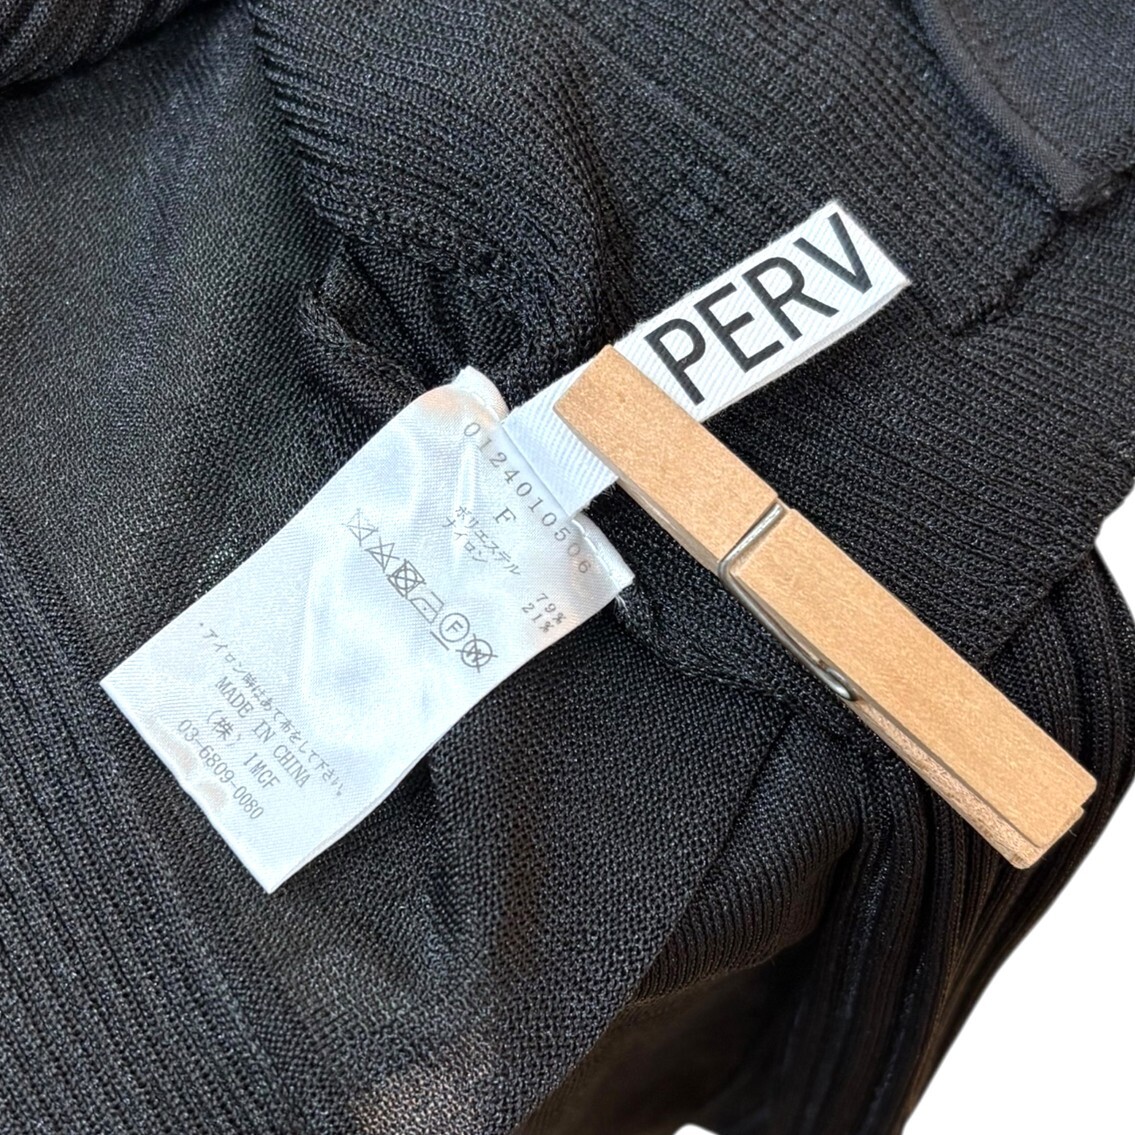 PERV
0124010506
F
ポリエステル 79%
ナイロン 21%
F
W
・アイロン時はあて布をして下さい。
MADE IN CHINA
(株) IMCF
03-6809-0080